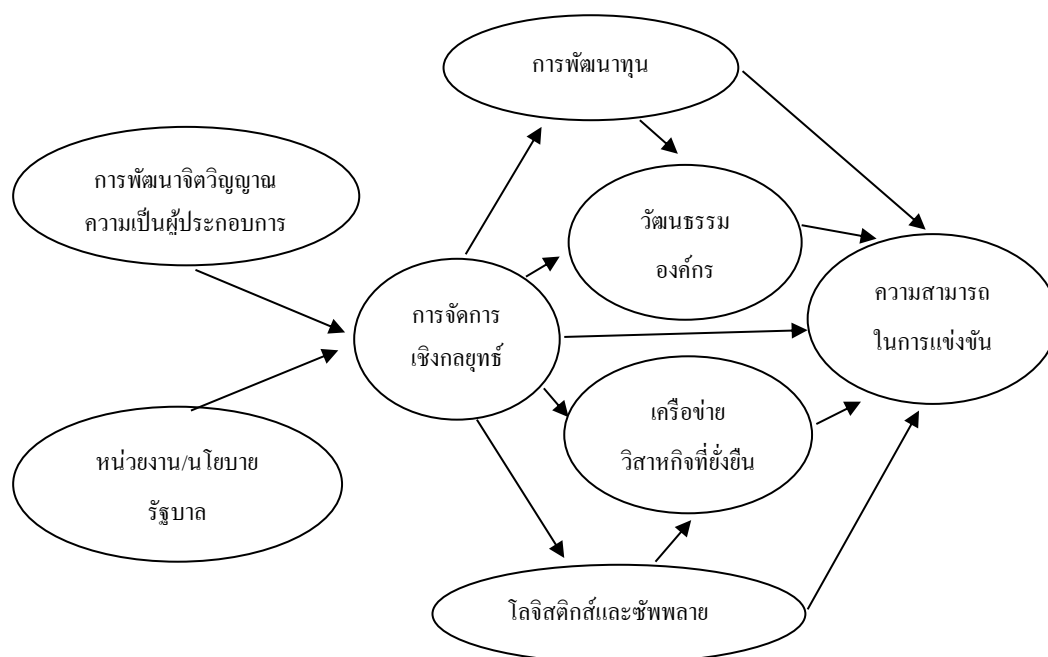 การพัฒนาทุน
การพัฒนาจิตวิญญาณ
ความเป็นผู้ประกอบการ
วัฒนธรรม
องค์กร
การจัดการ
เชิงกลยุทธ์
ความสามารถ
ในการแข่งขัน
เครือข่าย
วิสาหกิจที่ยั่งยืน
หน่วยงาน/นโยบาย
รัฐบาล
โลจิสติกส์และซัพพลาย